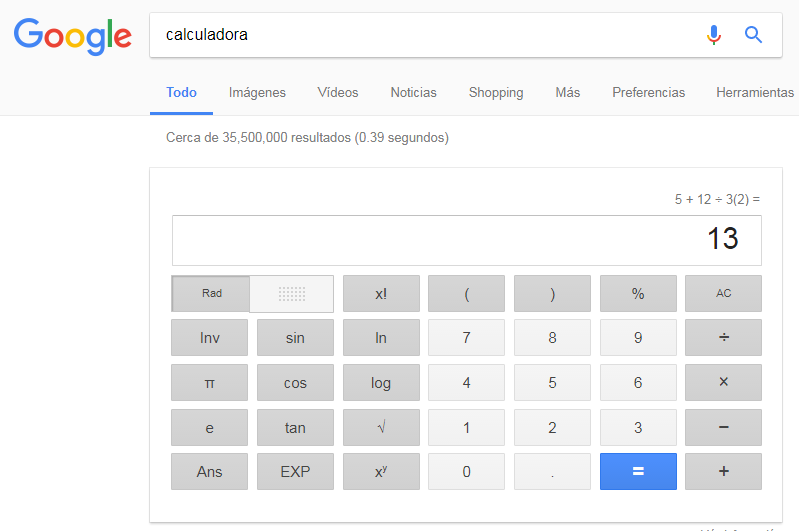 Google calculadora
Todo Imágenes Vídeos Noticias Shopping Más Preferencias Herramientas
Cerca de 35,500,000 resultados (0.39 segundos)
5 + 12 ÷ 3(2) =
13
Rad x! ( ) % AC
Inv sin ln 7 8 9 ÷
π cos log 4 5 6 ×
e tan √ 1 2 3 −
Ans EXP xʸ 0 . = +